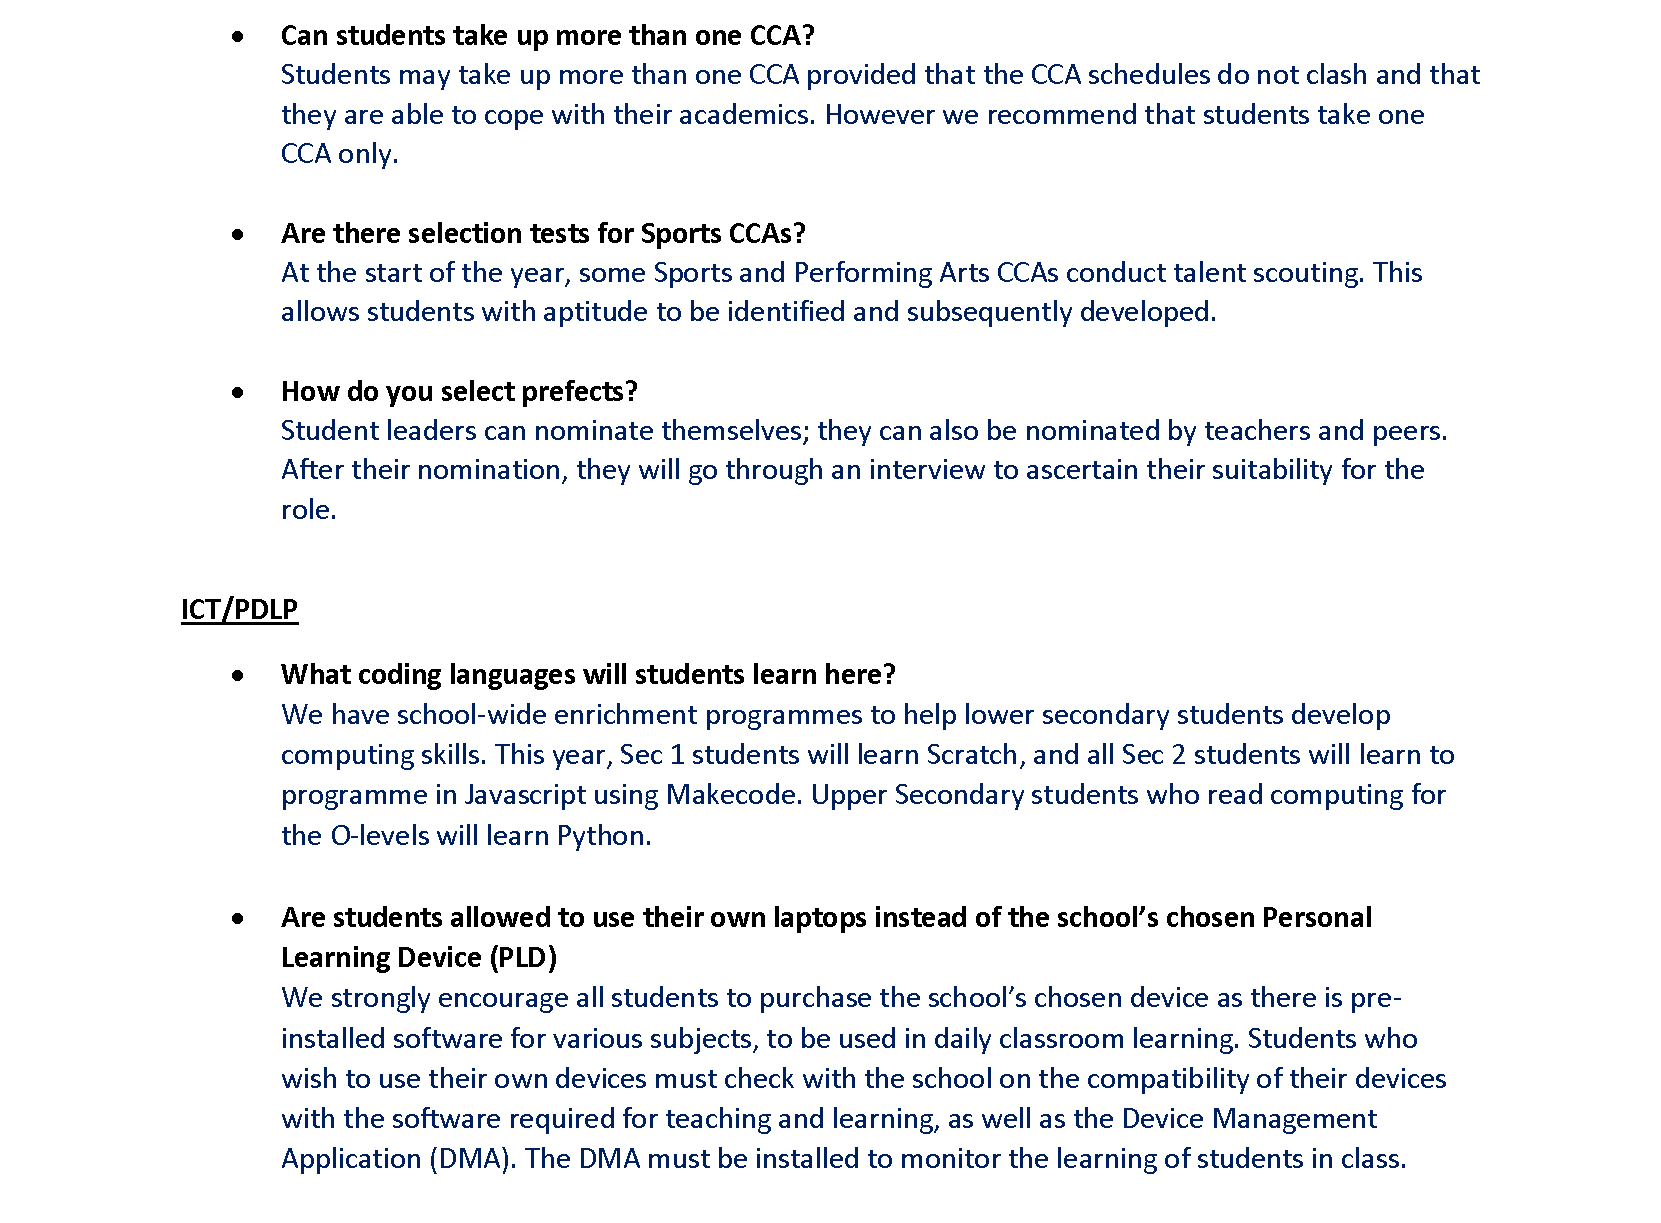 • Can students take up more than one CCA?
Students may take up more than one CCA provided that the CCA schedules do not clash and that
they are able to cope with their academics. However we recommend that students take one
CCA only.
• Are there selection tests for Sports CCAs?
At the start of the year, some Sports and Performing Arts CCAs conduct talent scouting. This
allows students with aptitude to be identified and subsequently developed.
• How do you select prefects?
Student leaders can nominate themselves; they can also be nominated by teachers and peers.
After their nomination, they will go through an interview to ascertain their suitability for the
role.
ICT/PDLP
• What coding languages will students learn here?
We have school-wide enrichment programmes to help lower secondary students develop
computing skills. This year, Sec 1 students will learn Scratch, and all Sec 2 students will learn to
programme in Javascript using Makecode. Upper Secondary students who read computing for
the O-levels will learn Python.
• Are students allowed to use their own laptops instead of the school’s chosen Personal
Learning Device (PLD)
We strongly encourage all students to purchase the school’s chosen device as there is pre-
installed software for various subjects, to be used in daily classroom learning. Students who
wish to use their own devices must check with the school on the compatibility of their devices
with the software required for teaching and learning, as well as the Device Management
Application (DMA). The DMA must be installed to monitor the learning of students in class.